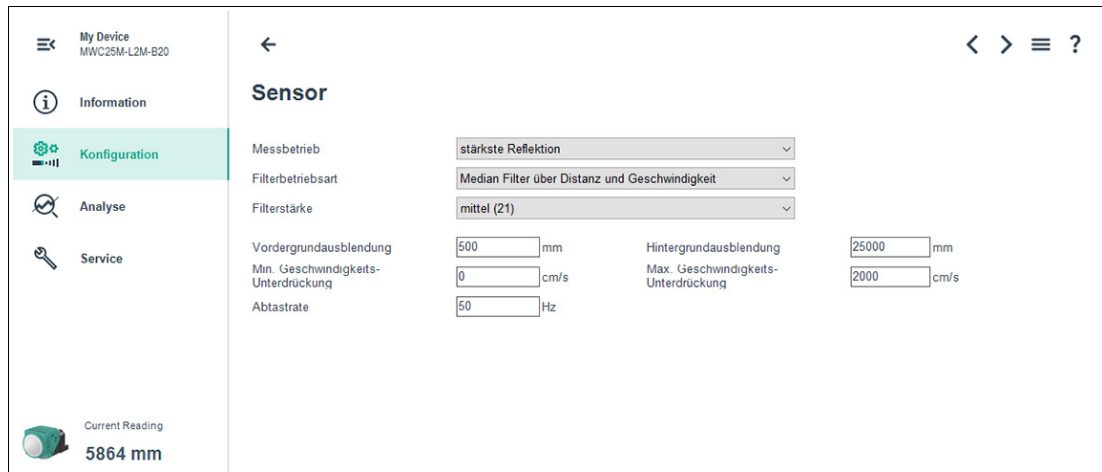 My Device
MWC25M-L2M-B20
Information
Konfiguration
Analyse
Service
Current Reading
5864 mm
?
Sensor
Messbetrieb stärkste Reflektion
Filterbetriebsart Median Filter über Distanz und Geschwindigkeit
Filterstärke mittel (21)
Vordergrundausblendung 500 mm Hintergrundausblendung 25000 mm
Min. Geschwindigkeits-
Unterdrückung 0 cm/s
Max. Geschwindigkeits-
Unterdrückung 2000 cm/s
Abtastrate 50 Hz